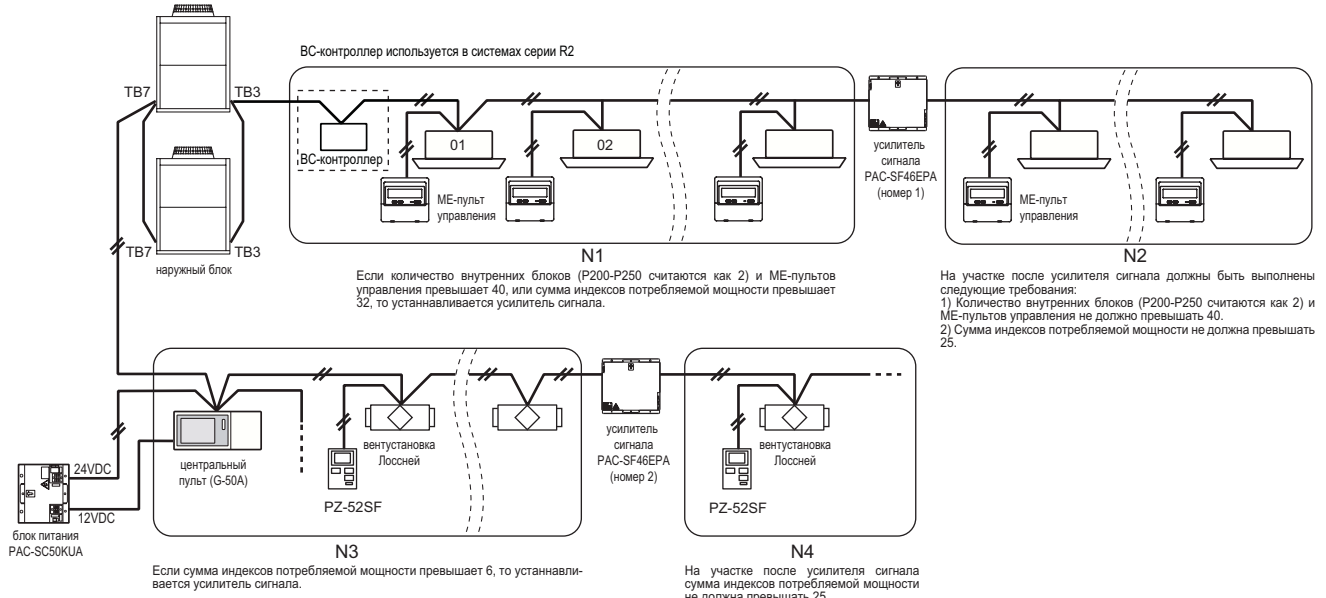 ВС-контроллер используется в системах серии R2
TB7
TB3
ВС-контроллер
01
02
МЕ-пульт
управления
усилитель
сигнала
PAC-SF46EPA
(номер 1)
МЕ-пульт
управления
TB7
TB3
наружный блок
N1
Если количество внутренних блоков (P200-P250 считаются как 2) и МЕ-пультов
управления превышает 40, или сумма индексов потребляемой мощности превышает
32, то устанавливается усилитель сигнала.
N2
На участке после усилителя сигнала должны быть выполнены
следующие требования:
1) Количество внутренних блоков (P200-P250 считаются как 2) и
МЕ-пультов управления не должно превышать 40.
2) Сумма индексов потребляемой мощности не должна превышать
25.
24VDC
12VDC
блок питания
PAC-SC50KUA
центральный
пульт (G-50A)
вентустановка
Лоссней
PZ-52SF
усилитель
сигнала
PAC-SF46EPA
(номер 2)
вентустановка
Лоссней
PZ-52SF
N3
Если сумма индексов потребляемой мощности превышает 6, то устанавли-
вается усилитель сигнала.
N4
На участке после усилителя сигнала
сумма индексов потребляемой мощности
не должна превышать 25.